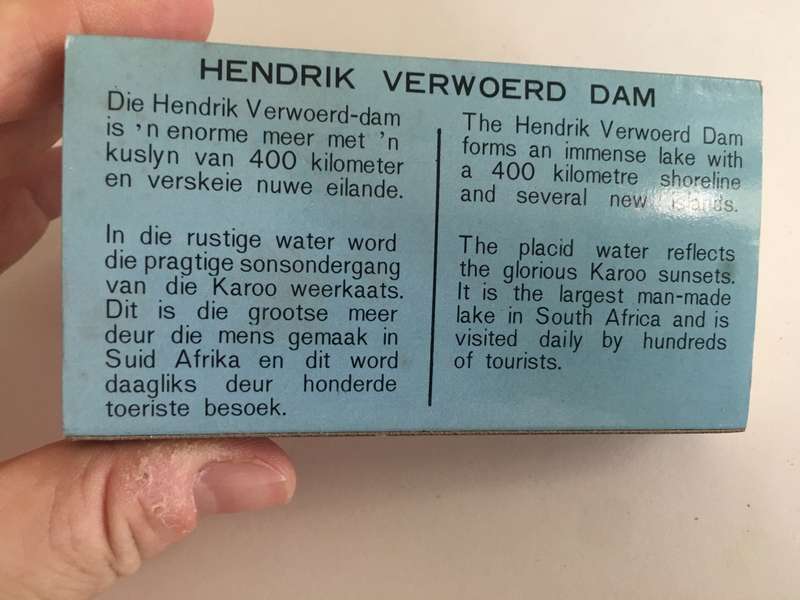 HENDRIK VERWOERD DAM
Die Hendrik Verwoerd-dam
is 'n enorme meer met 'n
kuslyn van 400 kilometer
en verskeie nuwe eilande.
In die rustige water word
die pragtige sonsondergang
van die Karoo weerkaats.
Dit is die grootse meer
deur die mens gemaak in
Suid Afrika en dit word
daagliks deur honderde
toeriste besoek.
The Hendrik Verwoerd Dam
forms an immense lake with
a 400 kilometre shoreline
and several new islands.
The placid water reflects
the glorious Karoo sunsets.
It is the largest man-made
lake in South Africa and is
visited daily by hundreds
of tourists.